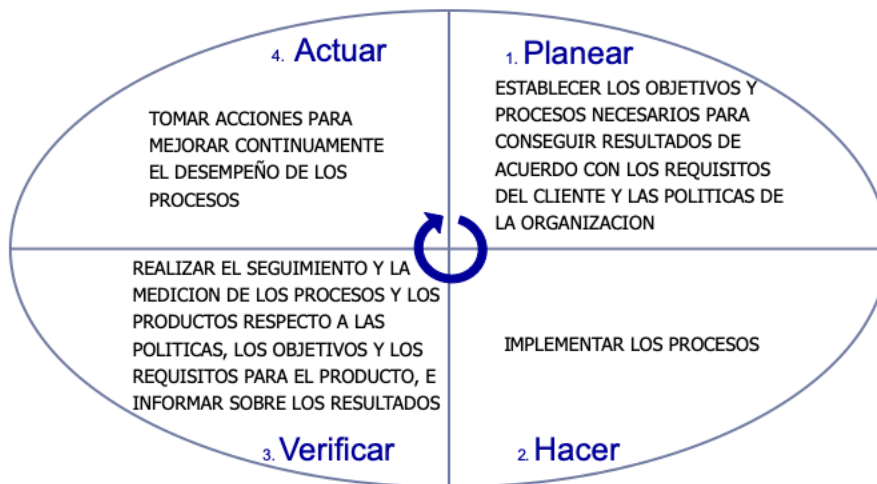 1. Planear
ESTABLECER LOS OBJETIVOS Y
PROCESOS NECESARIOS PARA
CONSEGUIR RESULTADOS DE
ACUERDO CON LOS REQUISITOS
DEL CLIENTE Y LAS POLITICAS DE
LA ORGANIZACION
IMPLEMENTAR LOS PROCESOS
2. Hacer
REALIZAR EL SEGUIMIENTO Y LA
MEDICION DE LOS PROCESOS Y LOS
PRODUCTOS RESPECTO A LAS
POLITICAS, LOS OBJETIVOS Y LOS
REQUISITOS PARA EL PRODUCTO, E
INFORMAR SOBRE LOS RESULTADOS
3. Verificar
4. Actuar
TOMAR ACCIONES PARA
MEJORAR CONTINUAMENTE
EL DESEMPEÑO DE LOS
PROCESOS